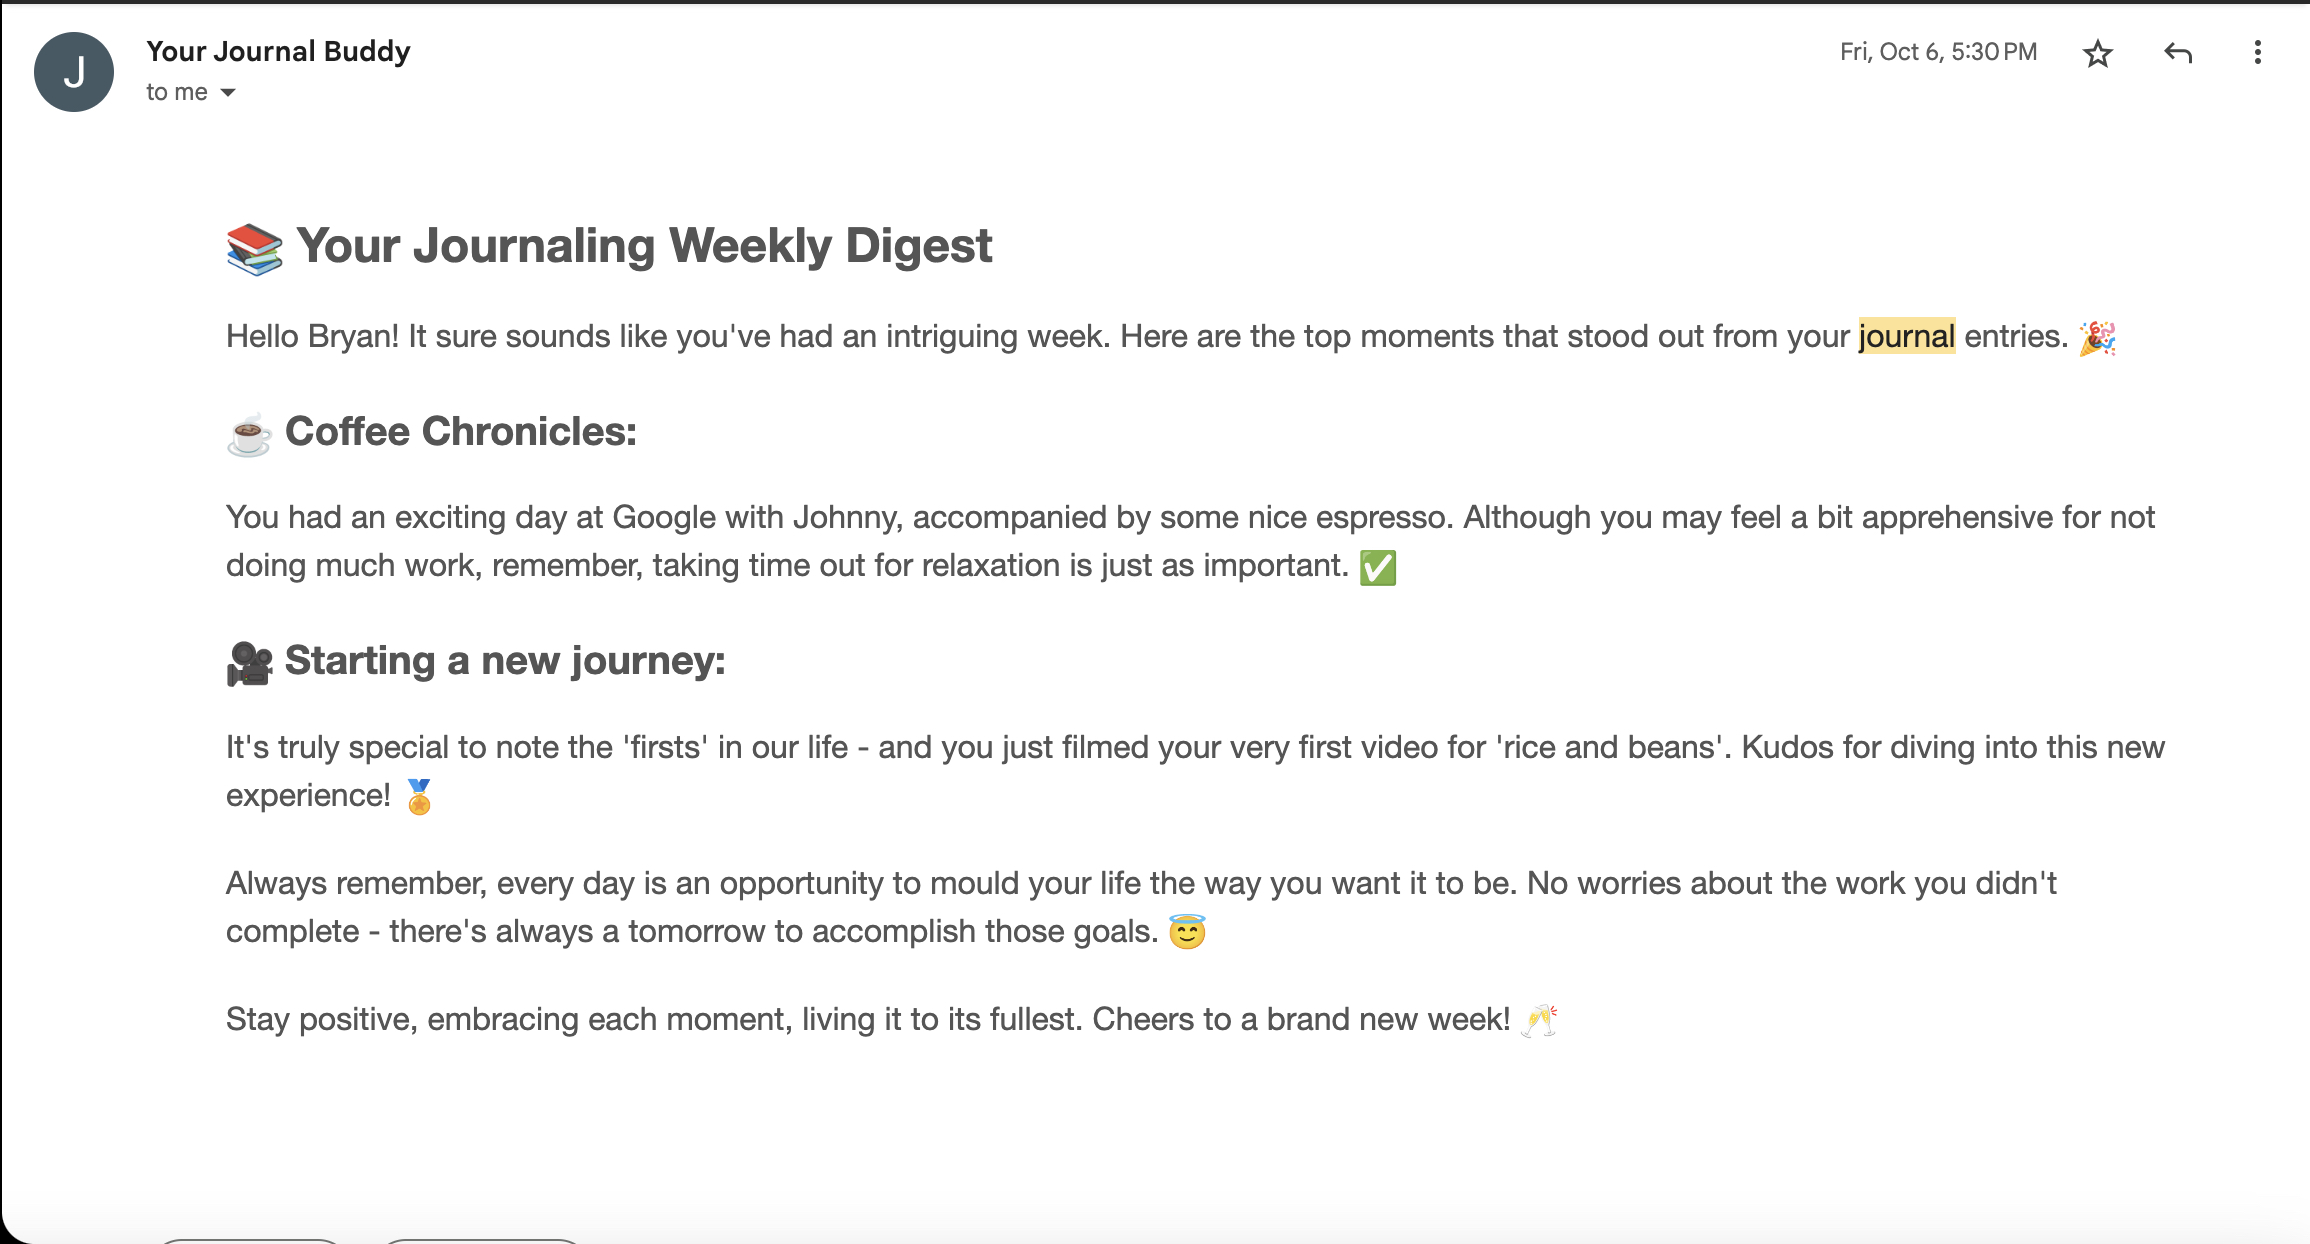 J
Your Journal Buddy
to me
Fri, Oct 6, 5:30 PM
📚 Your Journaling Weekly Digest
Hello Bryan! It sure sounds like you've had an intriguing week. Here are the top moments that stood out from your journal entries. 🎉
☕ Coffee Chronicles:
You had an exciting day at Google with Johnny, accompanied by some nice espresso. Although you may feel a bit apprehensive for not
doing much work, remember, taking time out for relaxation is just as important. ✅
🎥 Starting a new journey:
It's truly special to note the 'firsts' in our life - and you just filmed your very first video for 'rice and beans'. Kudos for diving into this new
experience! 🏅
Always remember, every day is an opportunity to mould your life the way you want it to be. No worries about the work you didn't
complete - there's always a tomorrow to accomplish those goals. 😇
Stay positive, embracing each moment, living it to its fullest. Cheers to a brand new week! 🥂